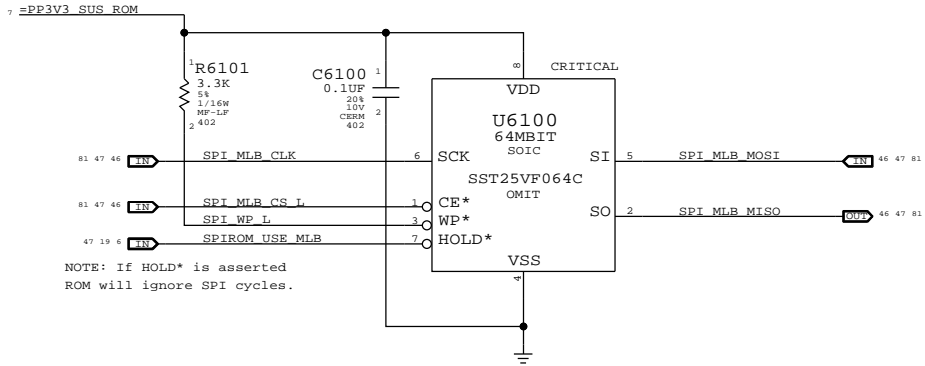 7 =PP3V3_SUS_ROM
1
R6101
3.3K
5%
1/16W
MF-LF
402
2
C6100
1
0.1UF
20%
10V
CERM
402
2
8
CRITICAL
VDD
U6100
64MBIT
SOIC
SST25VF064C
OMIT
81 47 46 IN SPI_MLB_CLK 6 SCK
SI 5 SPI_MLB_MOSI IN 46 47 81
81 47 46 IN SPI_MLB_CS_L 1 CE*
SPI_WP_L 3 WP*
SO 2 SPI_MLB_MISO OUT 46 47 81
47 19 6 IN SPIROM_USE_MLB 7 HOLD*
VSS
4
NOTE: If HOLD* is asserted
ROM will ignore SPI cycles.